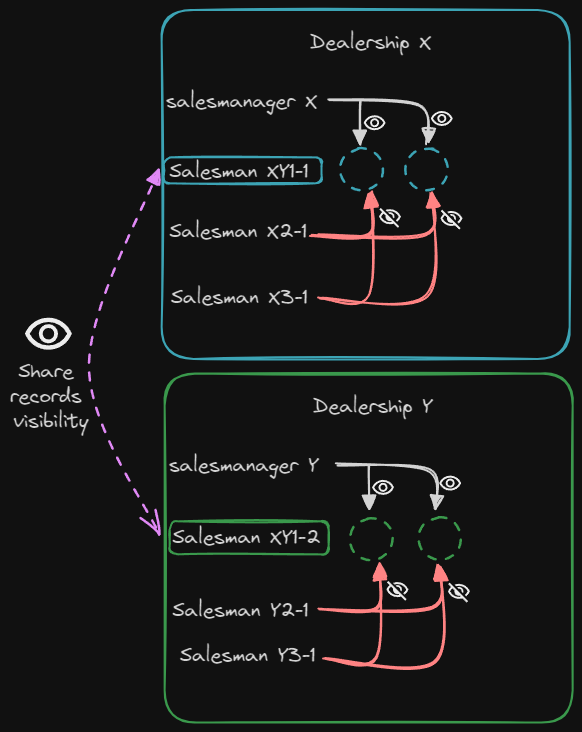 Dealership X
salesmanager X
Salesman XY1-1
Salesman X2-1
Salesman X3-1
Share
records
visibility
Dealership Y
salesmanager Y
Salesman XY1-2
Salesman Y2-1
Salesman Y3-1